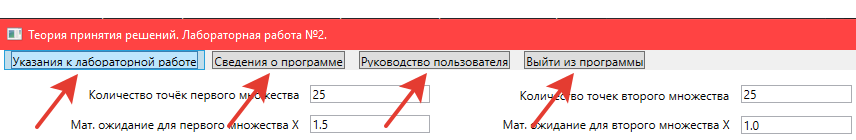 Теория принятия решений. Лабораторная работа №2.
Указания к лабораторной работе Сведения о программе Руководство пользователя Выйти из программы
Количество точёк первого множества 25 Количество точек второго множества 25
Мат. ожидание для первого множества X 1.5 Мат. ожидание для второго множества X 1.0